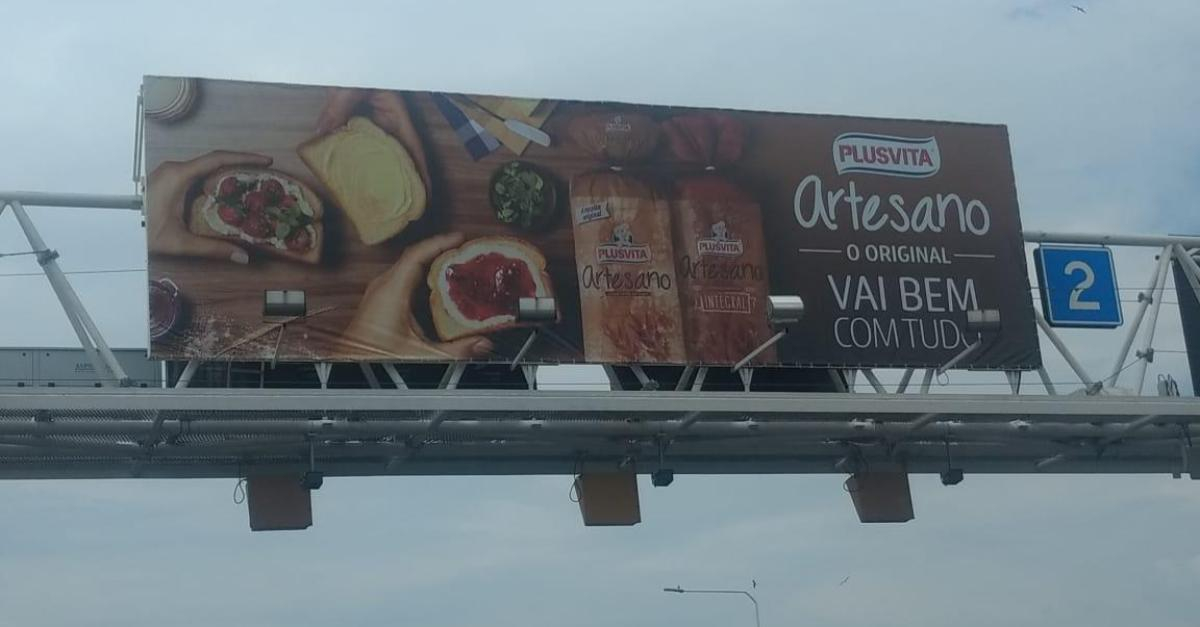 PLUSVITA
Artesano
O ORIGINAL
VAI BEM
COM TUDO
PLUSVITA
Artesano
PLUSVITA
Artesano
INTEGRAL
2